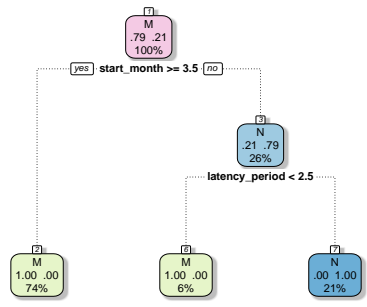 1
M
.79 .21
100%
yes start_month >= 3.5 no
3
N
.21 .79
26%
latency_period < 2.5
2
M
1.00 .00
74%
6
M
1.00 .00
6%
7
N
.00 1.00
21%